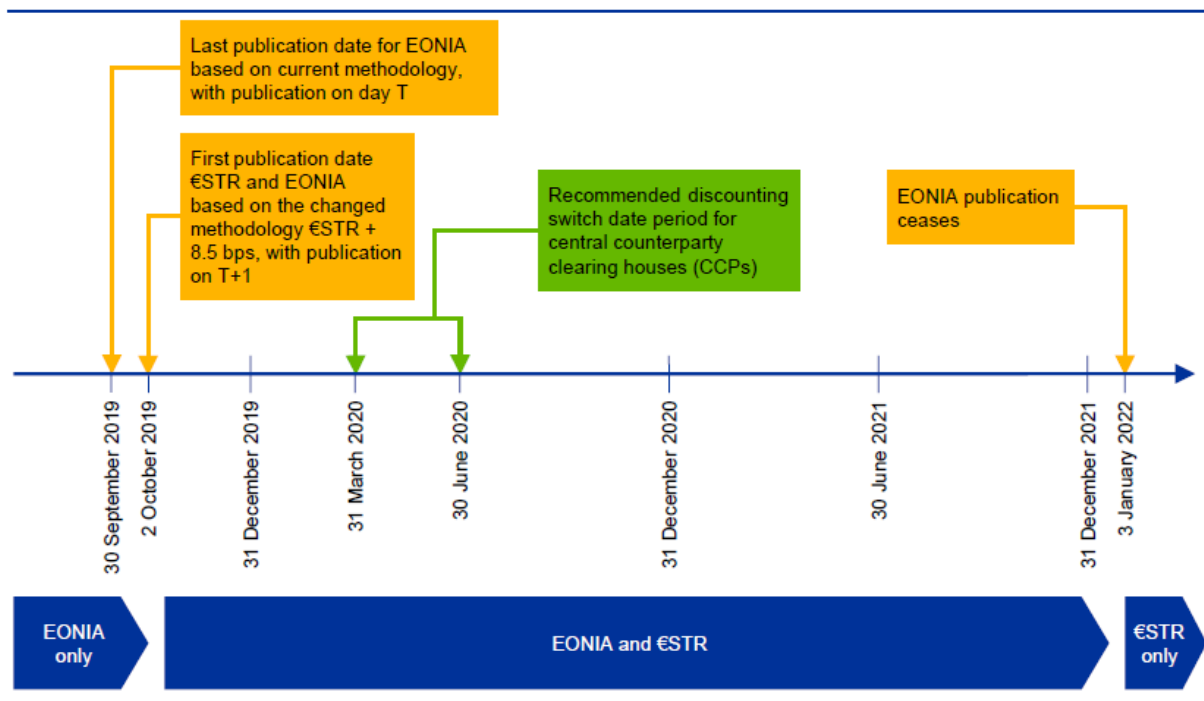 Last publication date for EONIA
based on current methodology,
with publication on day T
First publication date
€STR and EONIA
based on the changed
methodology €STR +
8.5 bps, with publication
on T+1
Recommended discounting
switch date period for
central counterparty
clearing houses (CCPs)
EONIA publication
ceases
30 September 2019
2 October 2019
31 December 2019
31 March 2020
30 June 2020
31 December 2020
30 June 2021
31 December 2021
3 January 2022
EONIA
only
EONIA and €STR
€STR
only